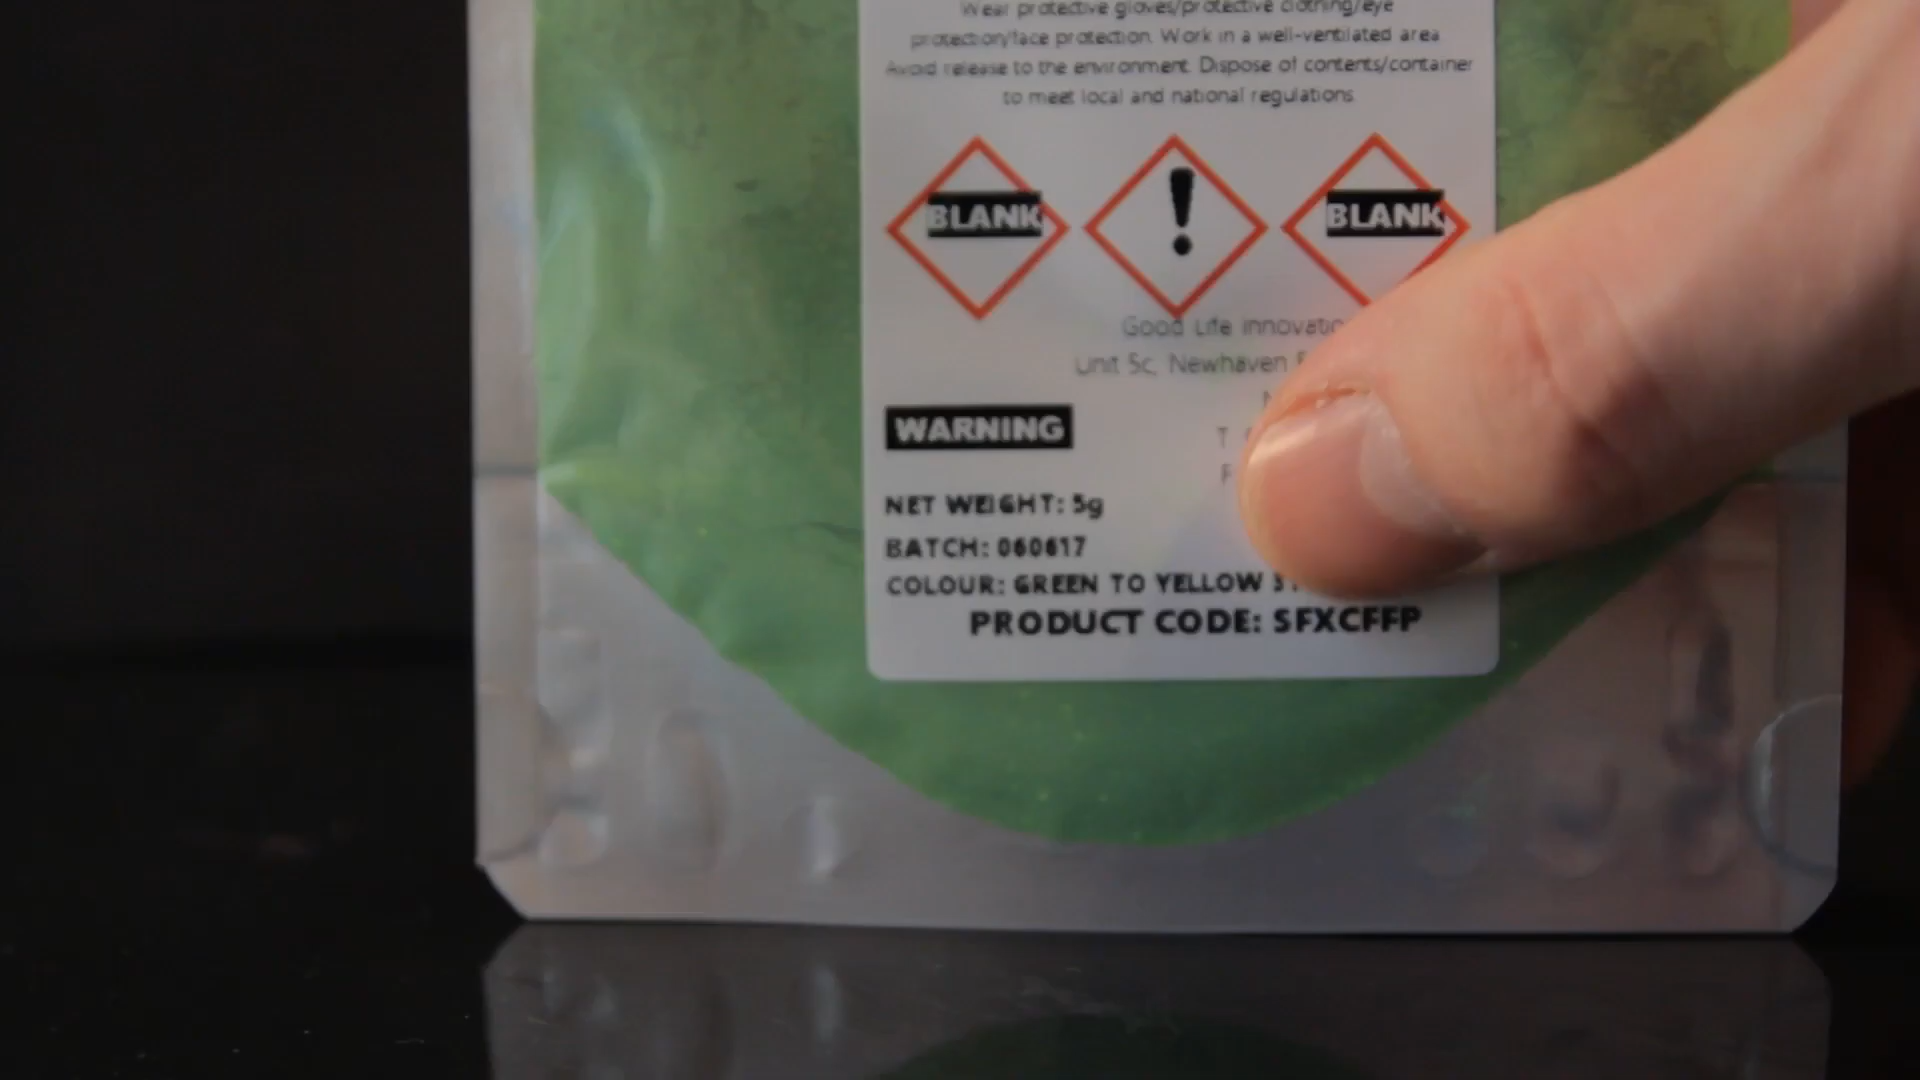 Wear protective gloves/protective clothing/eye
protection/face protection. Work in a well-ventilated area.
Avoid release to the environment. Dispose of contents/container
to meet local and national regulations.
BLANK
BLANK
Good Life
Unit 5c, Newhaven
WARNING
NET WEIGHT: 5g
BATCH: 060617
COLOUR: GREEN TO YELLOW
PRODUCT CODE: SFXCFFP